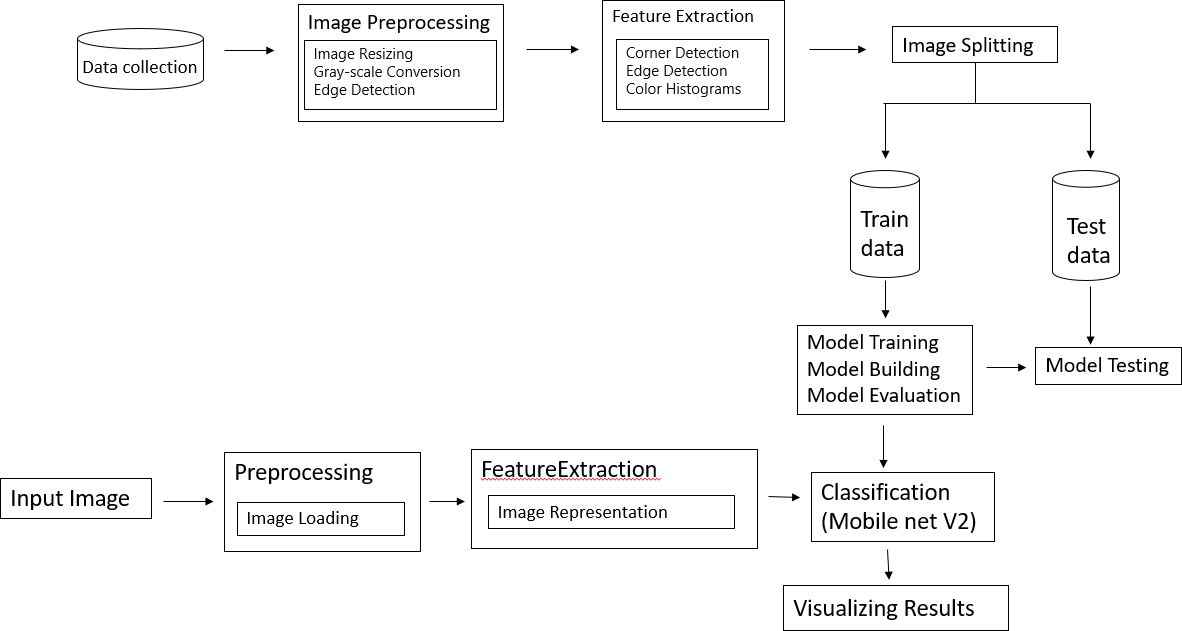 Data collection
Image Preprocessing
Image Resizing
Gray-scale Conversion
Edge Detection
Feature Extraction
Corner Detection
Edge Detection
Color Histograms
Image Splitting
Train
data
Test
data
Model Training
Model Building
Model Evaluation
Model Testing
Input Image
Preprocessing
Image Loading
FeatureExtraction
Image Representation
Classification
(Mobile net V2)
Visualizing Results